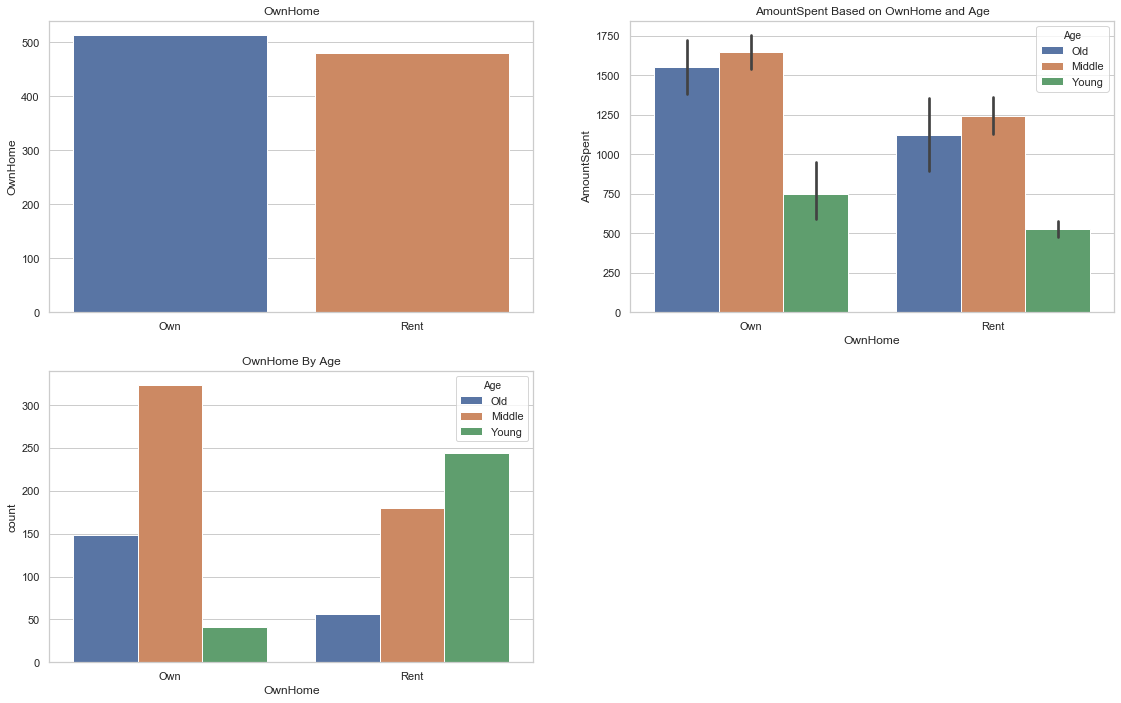 OwnHome
500
400
300
200
100
0
OwnHome
Own Rent
AmountSpent Based on OwnHome and Age
1750
1500
1250
1000
750
500
250
0
AmountSpent
Age
Old
Middle
Young
Own Rent
OwnHome
OwnHome By Age
300
250
200
150
100
50
0
count
Age
Old
Middle
Young
Own Rent
OwnHome